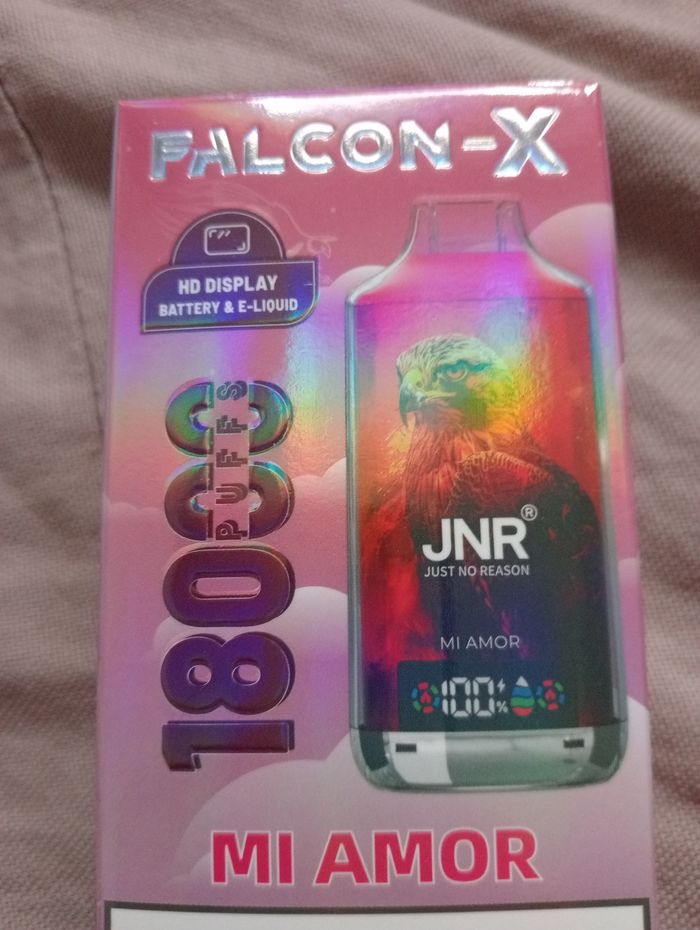 FALCON-X
HD DISPLAY
BATTERY & E-LIQUID
18000
PUFFS
JNR®
JUST NO REASON
MI AMOR
100%
MI AMOR